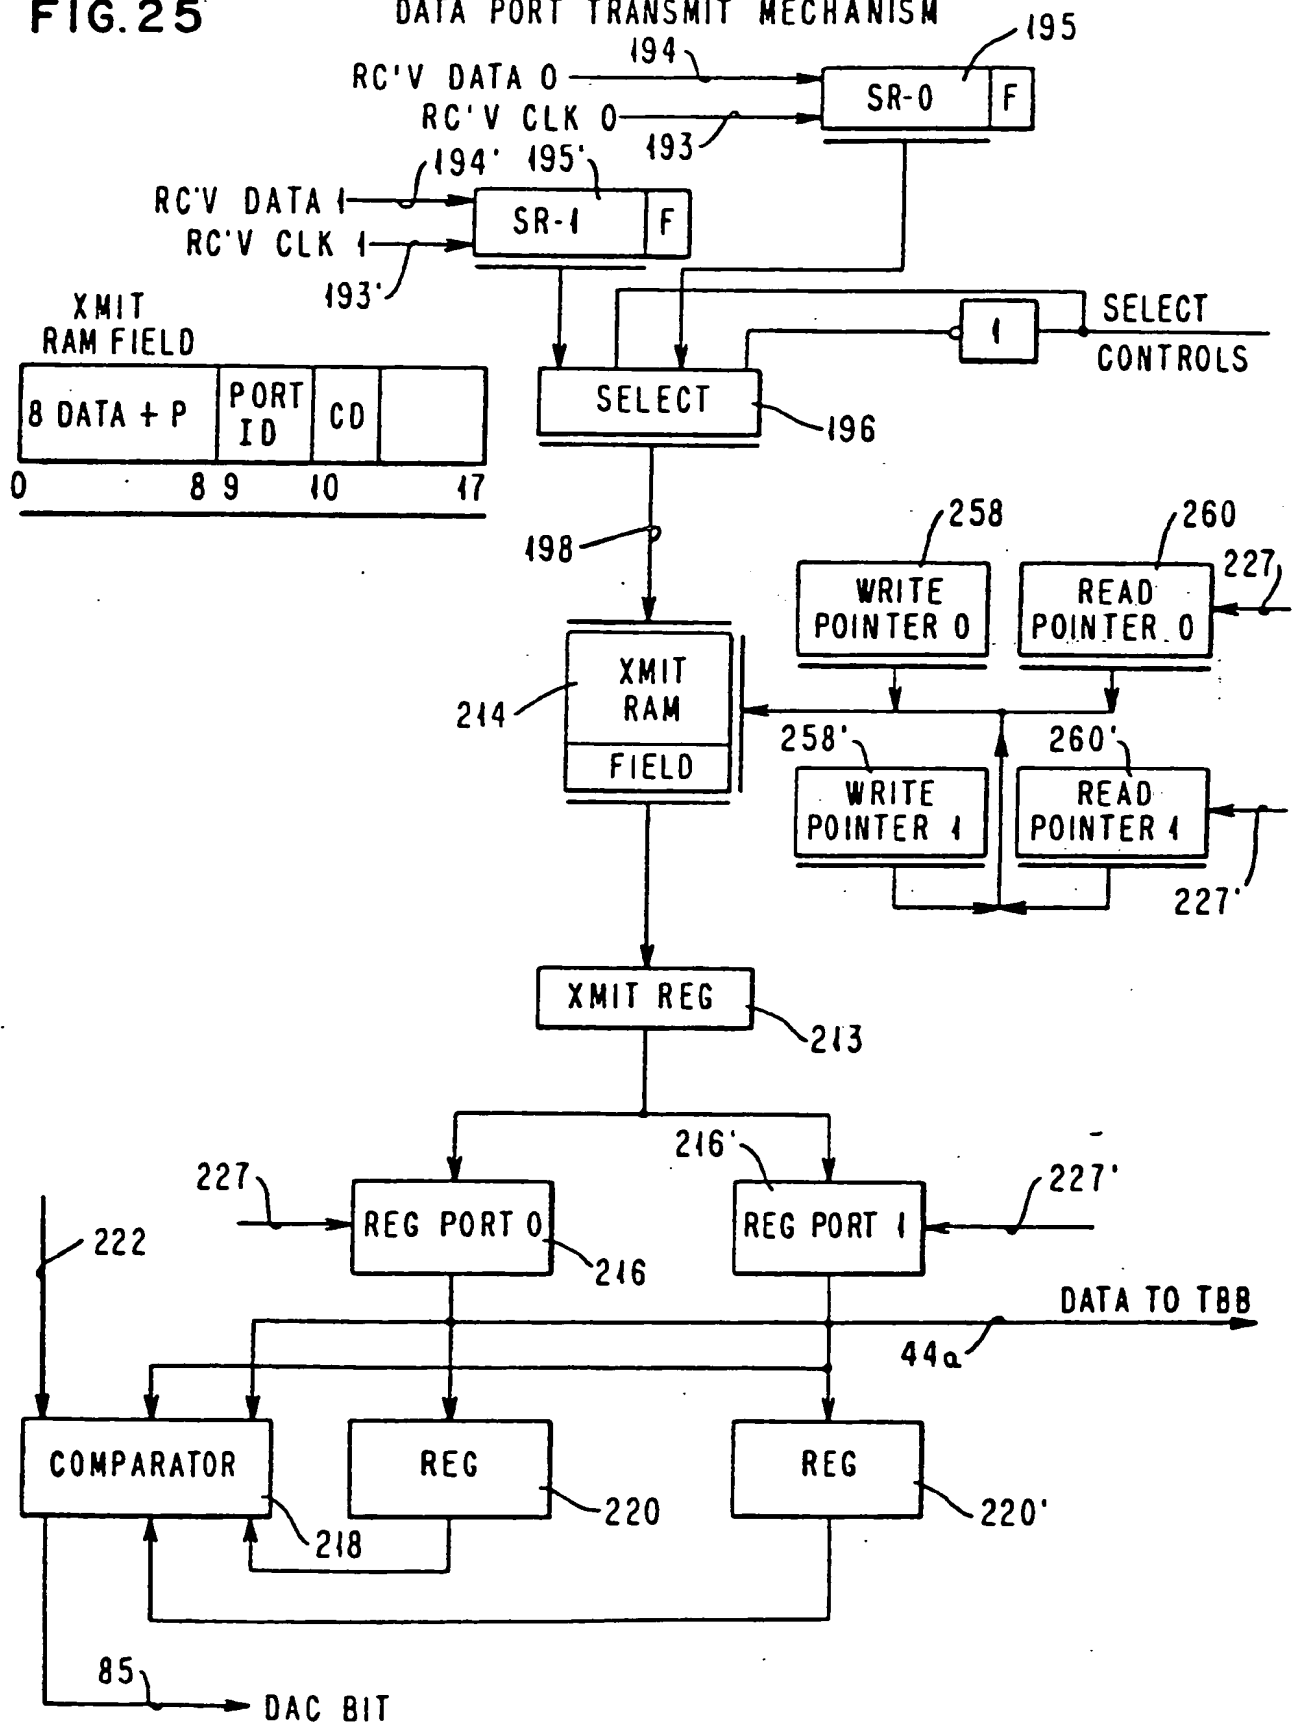 FIG. 25
DATA PORT TRANSMIT MECHANISM
195
194
RC'V DATA 0
SR-0 F
RC'V CLK 0
193
194' 195'
RC'V DATA 1
SR-1 F
RC'V CLK 1
193'
XMIT
RAM FIELD
8 DATA + P
PORT
ID
CD
0 8 9 10 17
1
SELECT
CONTROLS
SELECT
196
198
258
260
227
WRITE
POINTER 0
READ
POINTER 0
XMIT
RAM
FIELD
214
258'
260'
WRITE
POINTER 1
READ
POINTER 1
227'
XMIT REG
213
216'
227
227'
REG PORT 0
REG PORT 1
222
216
DATA TO TBB
44a
COMPARATOR
REG
REG
218
220
220'
85
DAC BIT